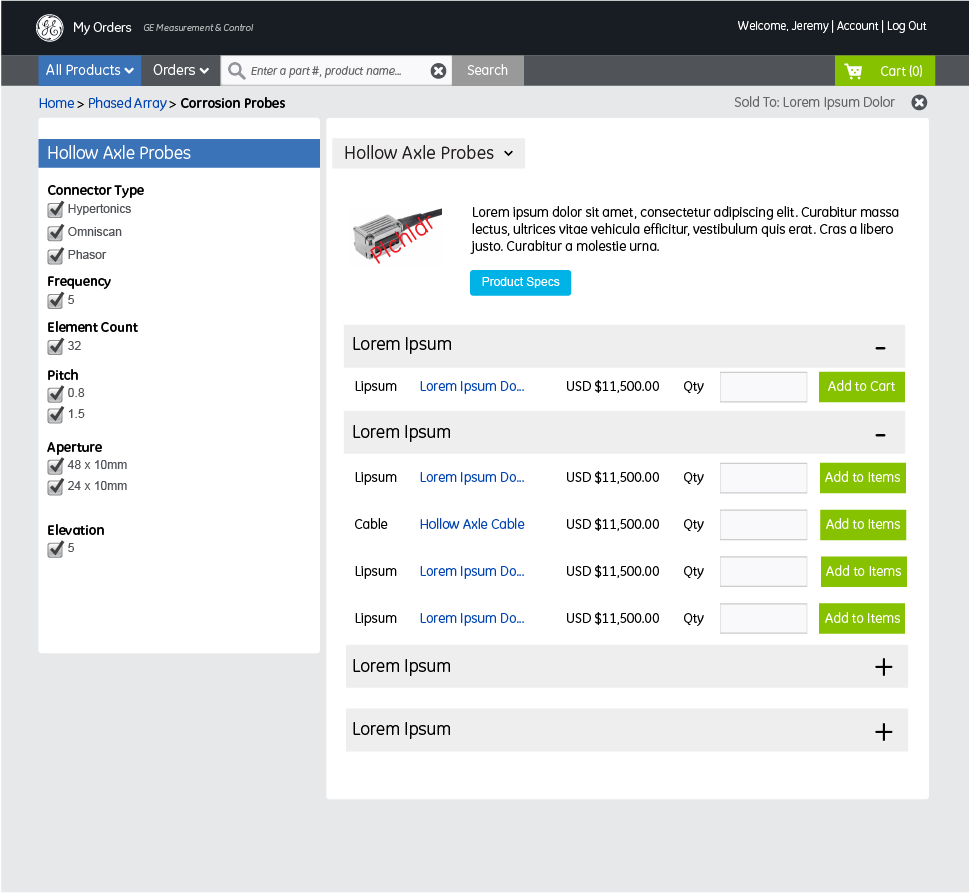 My Orders GE Measurement & Control
Welcome, Jeremy | Account | Log Out
All Products Orders Enter a part #, product name... Search Cart (0)
Home > Phased Array > Corrosion Probes
Sold To: Lorem Ipsum Dolor
Hollow Axle Probes
Connector Type
Hypertonics
Omniscan
Phasor
Frequency
5
Element Count
32
Pitch
0.8
1.5
Aperture
48 x 10mm
24 x 10mm
Elevation
5
Hollow Axle Probes
Plchldr
Lorem ipsum dolor sit amet, consectetur adipiscing elit. Curabitur massa
lectus, ultrices vitae vehicula efficitur, vestibulum quis erat. Cras a libero
justo. Curabitur a molestie urna.
Product Specs
Lorem Ipsum
Lipsum Lorem Ipsum Do... USD $11,500.00 Qty Add to Cart
Lorem Ipsum
Lipsum Lorem Ipsum Do... USD $11,500.00 Qty Add to Items
Cable Hollow Axle Cable USD $11,500.00 Qty Add to Items
Lipsum Lorem Ipsum Do... USD $11,500.00 Qty Add to Items
Lipsum Lorem Ipsum Do... USD $11,500.00 Qty Add to Items
Lorem Ipsum
Lorem Ipsum